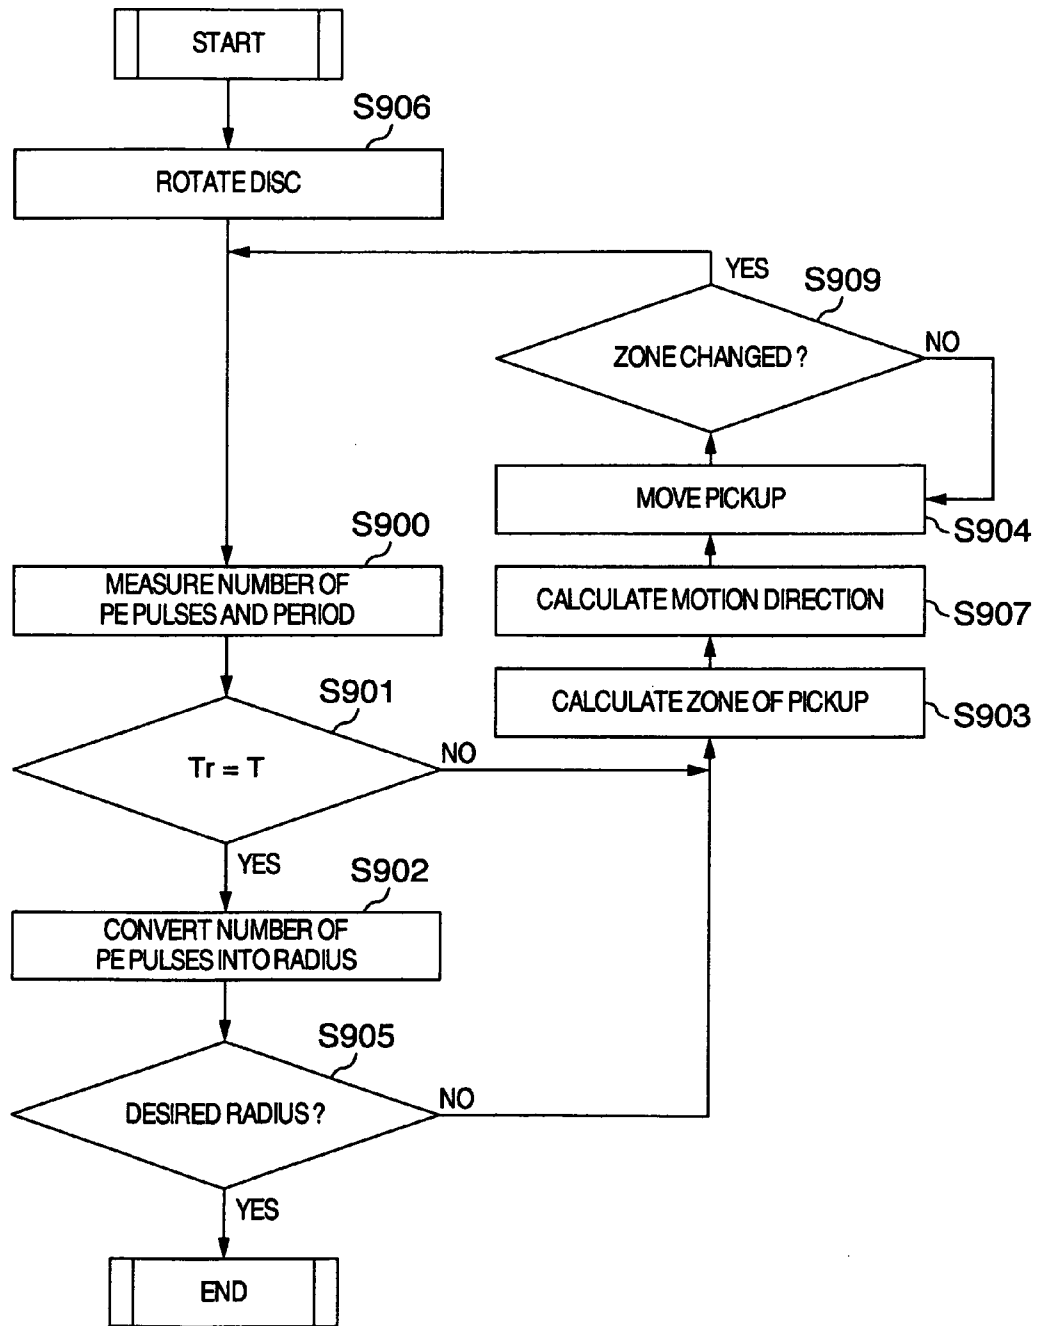 START
S906
ROTATE DISC
YES
S909
ZONE CHANGED ?
NO
MOVE PICKUP
S904
S900
MEASURE NUMBER OF
PE PULSES AND PERIOD
CALCULATE MOTION DIRECTION
S907
S901
CALCULATE ZONE OF PICKUP
S903
Tr = T
NO
YES
S902
CONVERT NUMBER OF
PE PULSES INTO RADIUS
S905
DESIRED RADIUS ?
NO
YES
END